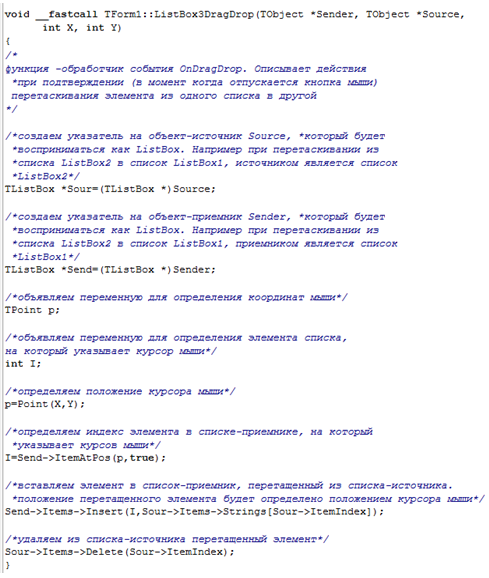 void __fastcall TForm1::ListBox3DragDrop(TObject *Sender, TObject *Source,
int X, int Y)
{
/*
функция -обработчик события OnDragDrop. Описывает действия
*при подтверждении (в момент когда отпускается кнопка мыши)
перетаскивания элемента из одного списка в другой
*/
/*создаем указатель на объект-источник Source, *который будет
*восприниматься как ListBox. Например при перетаскивании из
*списка ListBox2 в список ListBox1, источником является список
*ListBox2*/
TListBox *Sour=(TListBox *)Source;
/*создаем указатель на объект-приемник Sender, *который будет
*восприниматься как ListBox. Например при перетаскивании из
*списка ListBox2 в список ListBox1, приемником является список
*ListBox1*/
TListBox *Send=(TListBox *)Sender;
/*объявляем переменную для определения координат мыши*/
TPoint p;
/*объявляем переменную для определения элемента списка,
на который указывает курсор мыши*/
int I;
/*определяем положение курсора мыши*/
p=Point(X,Y);
/*определяем индекс элемента в списке-приемнике, на который
*указывает курсов мыши*/
I=Send->ItemAtPos(p,true);
/*вставляем элемент в список-приемник, перетащенный из списка-источника.
*положение перетащенного элемента будет определено положением курсора мыши*/
Send->Items->Insert(I,Sour->Items->Strings[Sour->ItemIndex]);
/*удаляем из списка-источника перетащенный элемент*/
Sour->Items->Delete(Sour->ItemIndex);
}